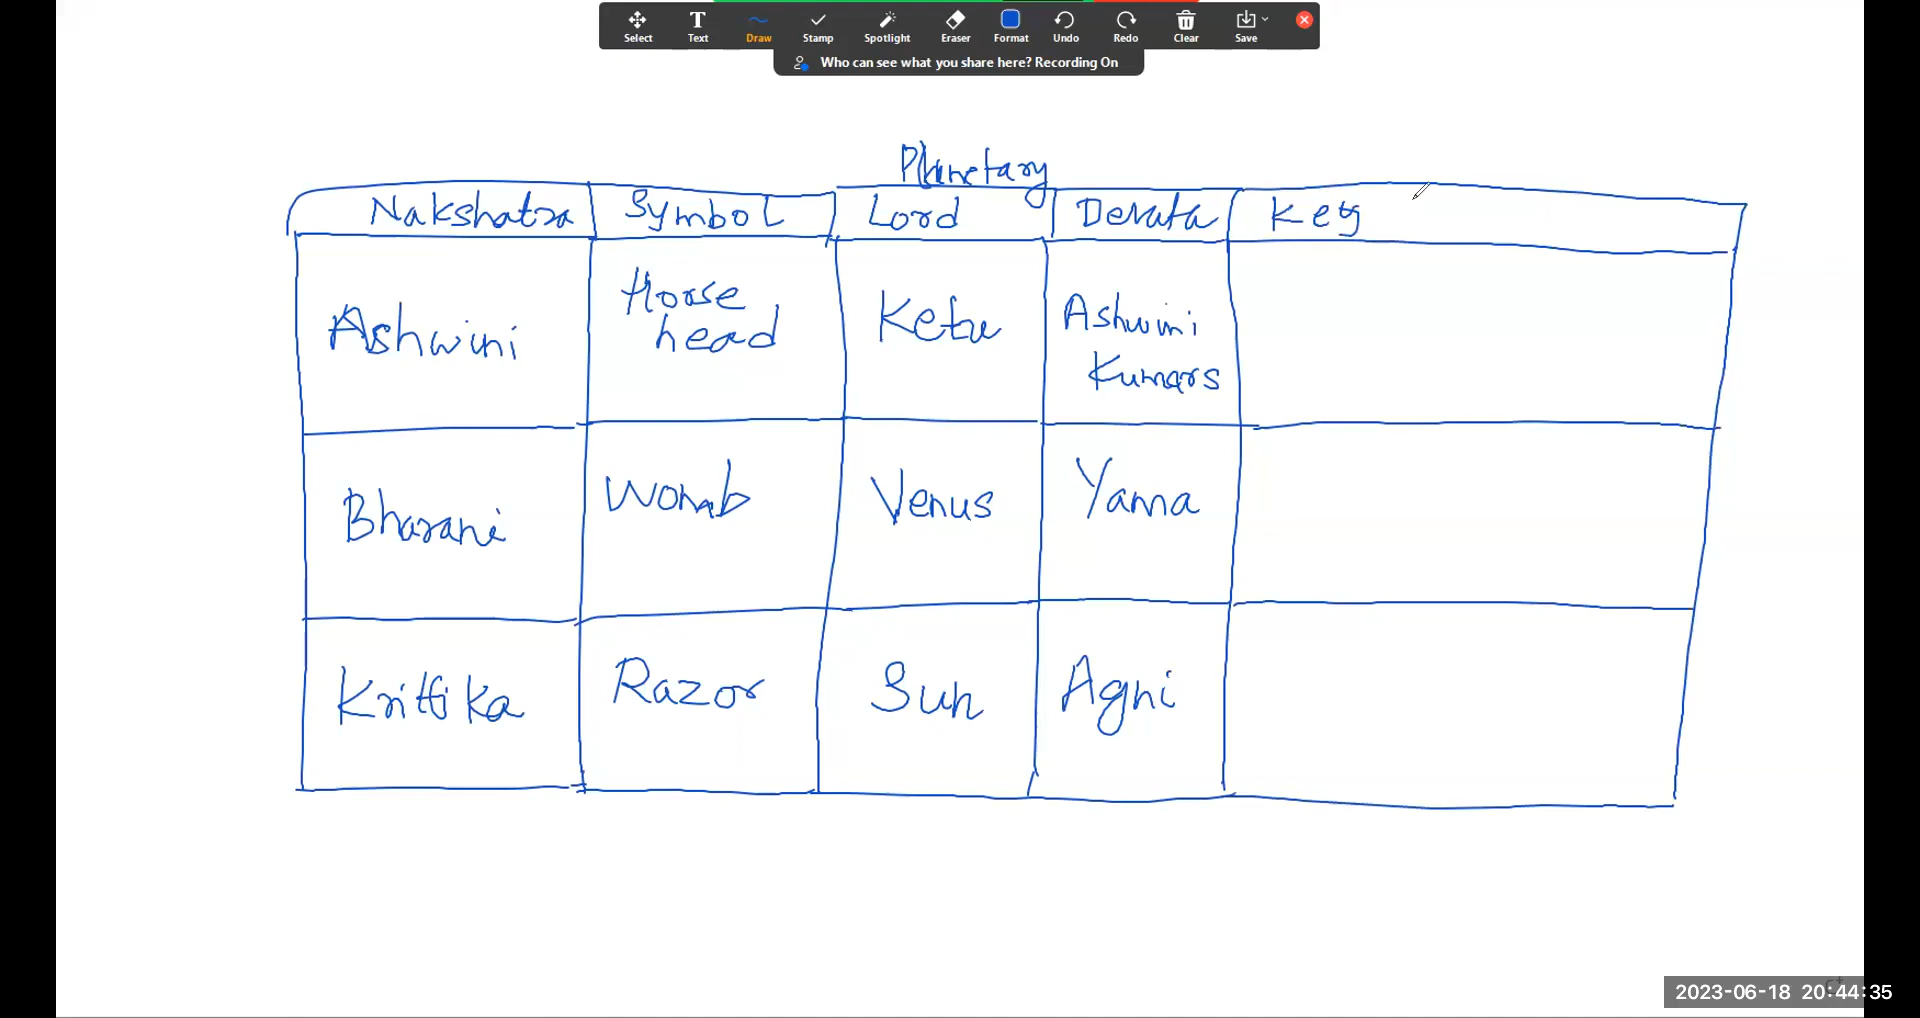 Select Text Draw Stamp Spotlight Eraser Format Undo Redo Clear Save
Who can see what you share here? Recording On
Planetary
Nakshatra Symbol Lord Devata Key
Ashwini Horse head Ketu Ashwini Kumars
Bharani Womb Venus Yama
Krittika Razor Sun Agni
2023-06-18 20:44:35